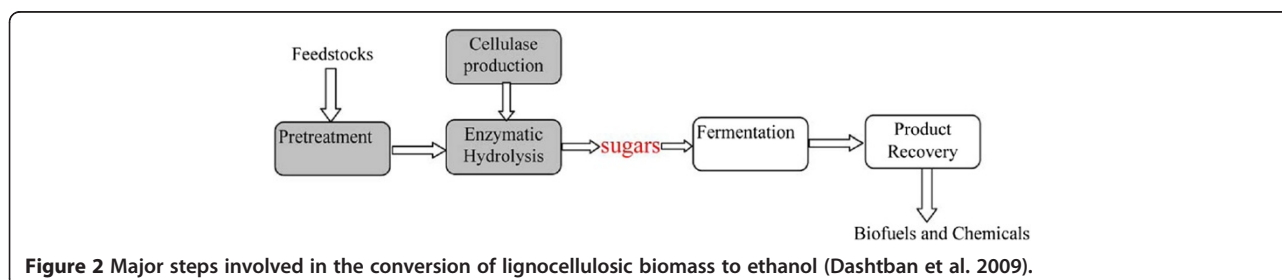 Feedstocks
Cellulase
production
Pretreatment
Enzymatic
Hydrolysis
sugars
Fermentation
Product
Recovery
Biofuels and Chemicals
Figure 2 Major steps involved in the conversion of lignocellulosic biomass to ethanol (Dashtban et al. 2009).